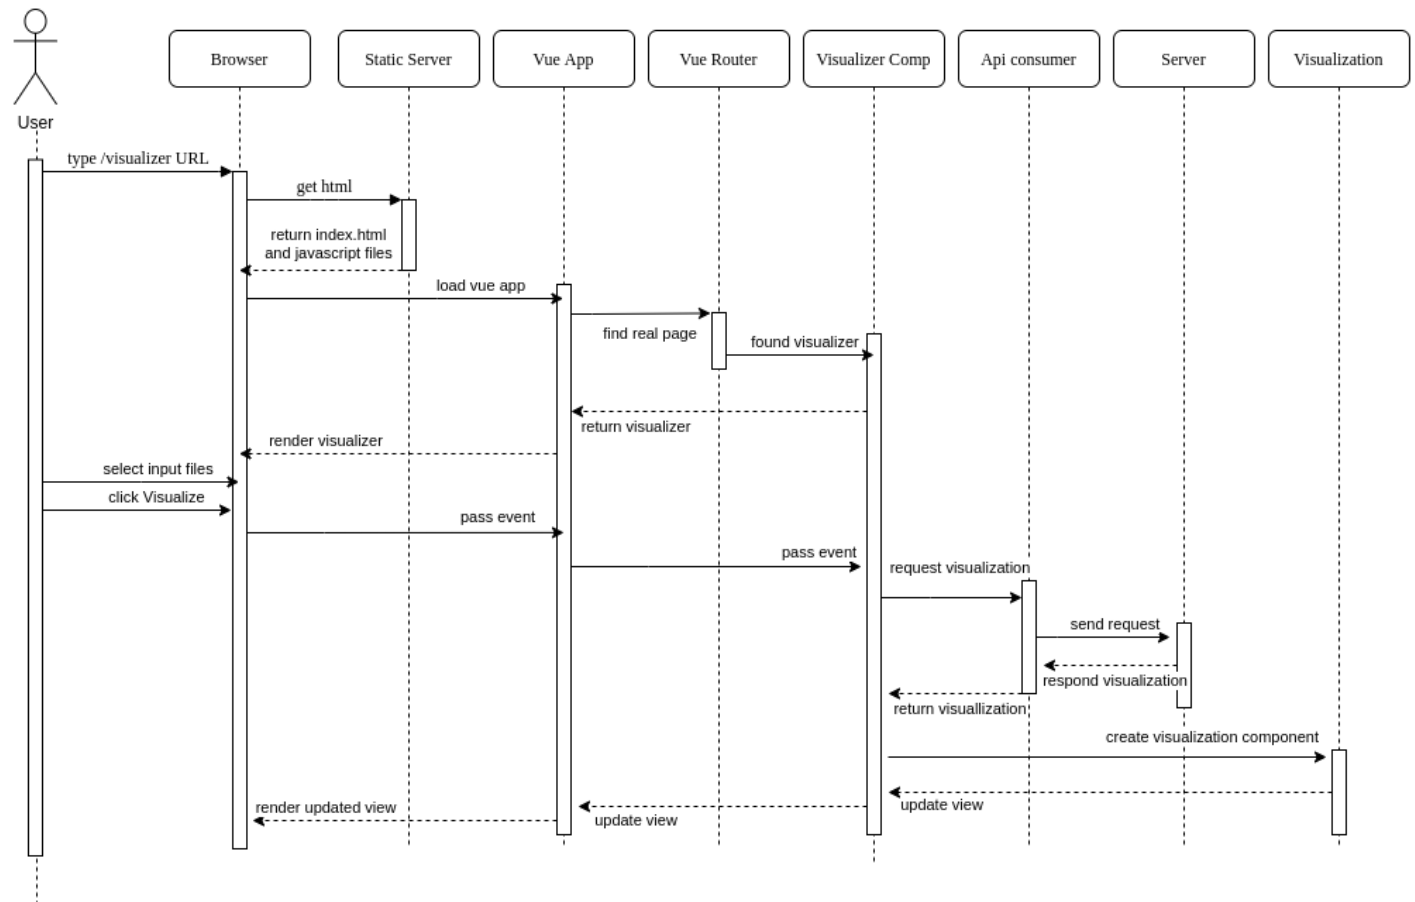 Browser
Static Server
Vue App
Vue Router
Visualizer Comp
Api consumer
Server
Visualization
User
type /visualizer URL
get html
return index.html
and javascript files
load vue app
find real page
found visualizer
return visualizer
render visualizer
select input files
click Visualize
pass event
pass event
request visualization
send request
respond visualization
return visuallization
create visualization component
update view
render updated view
update view